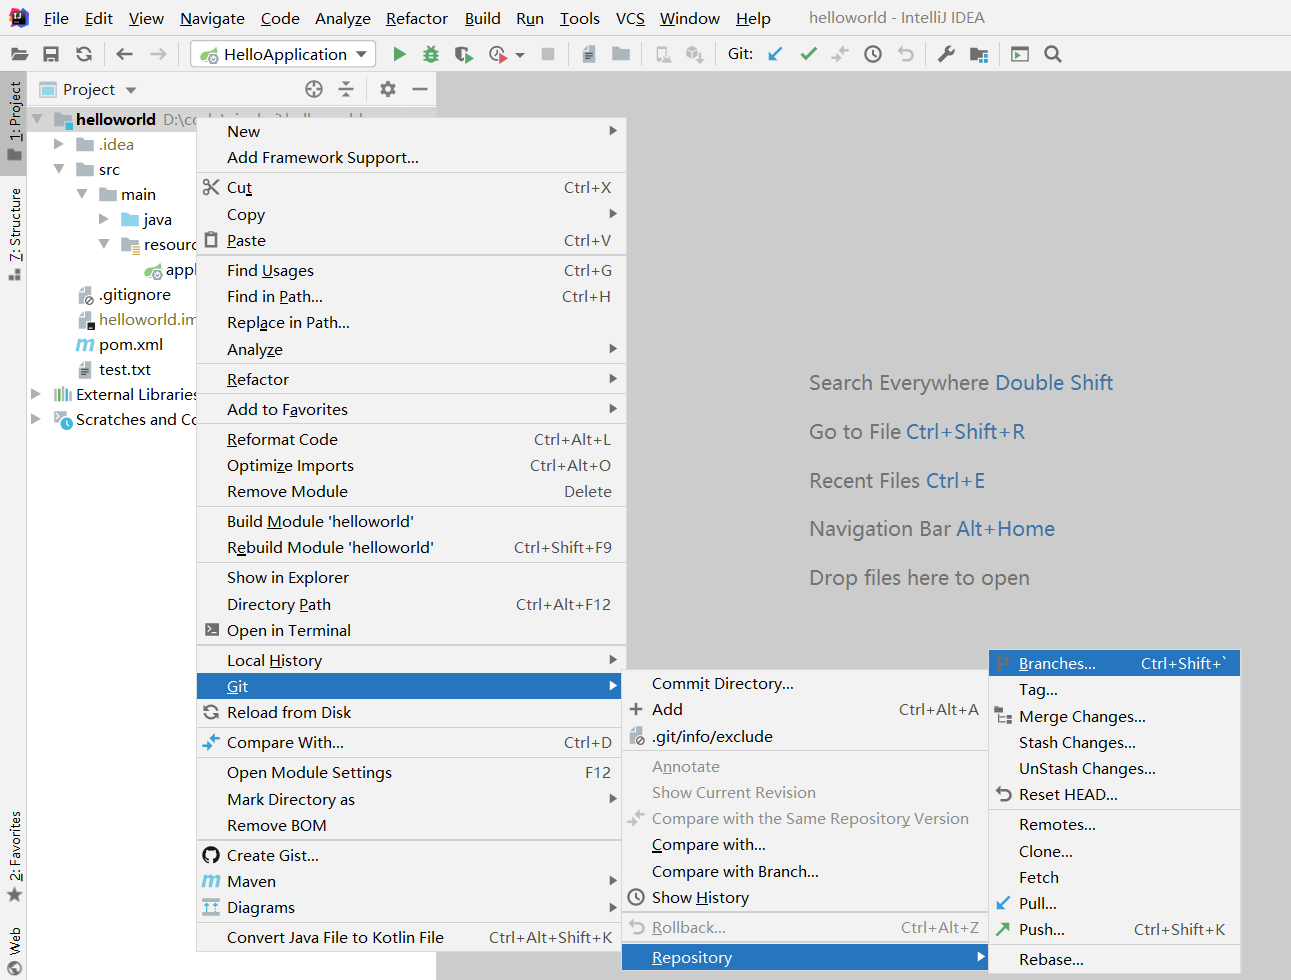 File Edit View Navigate Code Analyze Refactor Build Run Tools VCS Window Help helloworld - IntelliJ IDEA
HelloApplication Git:
1: Project
7: Structure
2: Favorites
Web
Project
helloworld
.idea
src
main
java
.gitignore
pom.xml
test.txt
External Libraries
Scratches and
New
Add Framework Support...
Cut Ctrl+X
Copy
Paste Ctrl+V
Find Usages Ctrl+G
Find in Path... Ctrl+H
Replace in Path...
Analyze
Refactor
Add to Favorites
Reformat Code Ctrl+Alt+L
Optimize Imports Ctrl+Alt+O
Remove Module Delete
Build Module 'helloworld'
Rebuild Module 'helloworld' Ctrl+Shift+F9
Show in Explorer
Directory Path Ctrl+Alt+F12
Open in Terminal
Local History
Git
Reload from Disk
Compare With... Ctrl+D
Open Module Settings F12
Mark Directory as
Remove BOM
Create Gist...
Maven
Diagrams
Convert Java File to Kotlin File Ctrl+Alt+Shift+K
Commit Directory...
Add Ctrl+Alt+A
.git/info/exclude
Annotate
Show Current Revision
Compare with the Same Repository Version
Compare with...
Compare with Branch...
Show History
Rollback... Ctrl+Alt+Z
Repository
Branches... Ctrl+Shift+`
Tag...
Merge Changes...
Stash Changes...
UnStash Changes...
Reset HEAD...
Remotes...
Clone...
Fetch
Pull...
Push... Ctrl+Shift+K
Rebase...
Search Everywhere Double Shift
Go to File Ctrl+Shift+R
Recent Files Ctrl+E
Navigation Bar Alt+Home
Drop files here to open